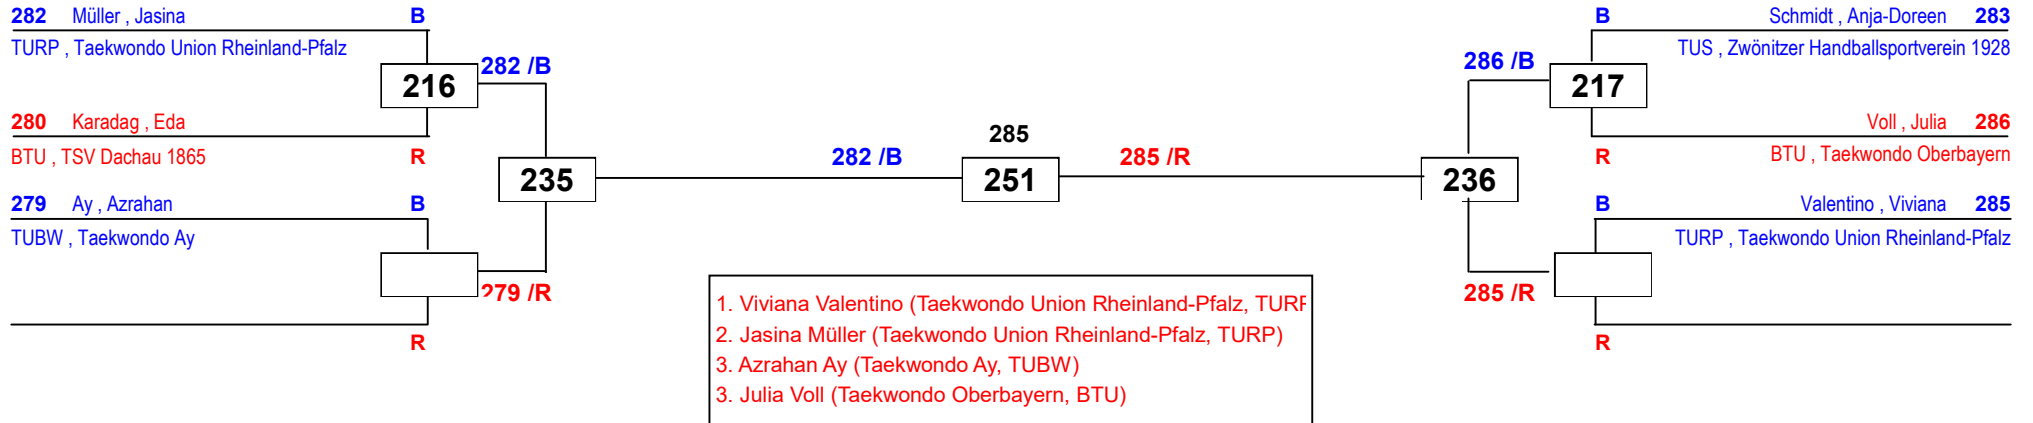 282 Müller , Jasina B
TURP , Taekwondo Union Rheinland-Pfalz
216
282 /B
280 Karadag , Eda
BTU , TSV Dachau 1865 R
235
279 Ay , Azrahan B
TUBW , Taekwondo Ay
279 /R
R
282 /B
285
251
285 /R
B Schmidt , Anja-Doreen 283
TUS , Zwönitzer Handballsportverein 1928
286 /B
217
Voll , Julia 286
R BTU , Taekwondo Oberbayern
236
B Valentino , Viviana 285
TURP , Taekwondo Union Rheinland-Pfalz
285 /R
R
1. Viviana Valentino (Taekwondo Union Rheinland-Pfalz, TURP
2. Jasina Müller (Taekwondo Union Rheinland-Pfalz, TURP)
3. Azrahan Ay (Taekwondo Ay, TUBW)
3. Julia Voll (Taekwondo Oberbayern, BTU)